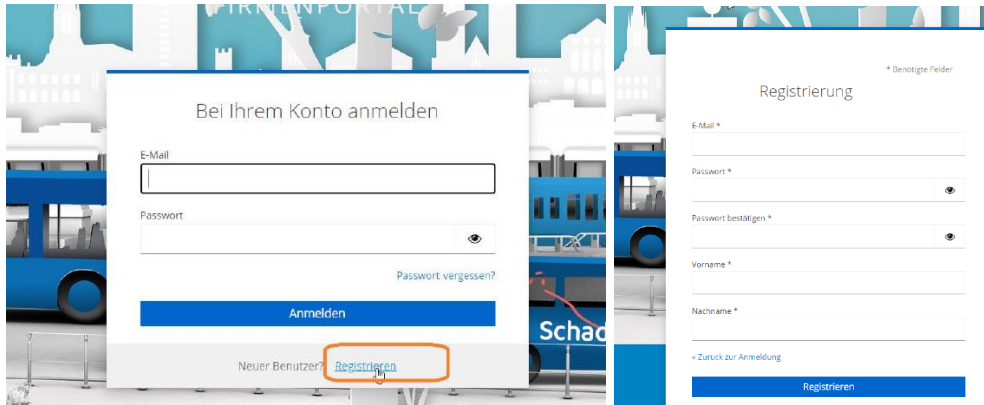 FIRMENPORTAL
Bei Ihrem Konto anmelden
E-Mail
Passwort
Passwort vergessen?
Anmelden
Neuer Benutzer? Registrieren
Schad
* Benötigte Felder
Registrierung
E-Mail *
Passwort *
Passwort bestätigen *
Vorname *
Nachname *
« Zurück zur Anmeldung
Registrieren